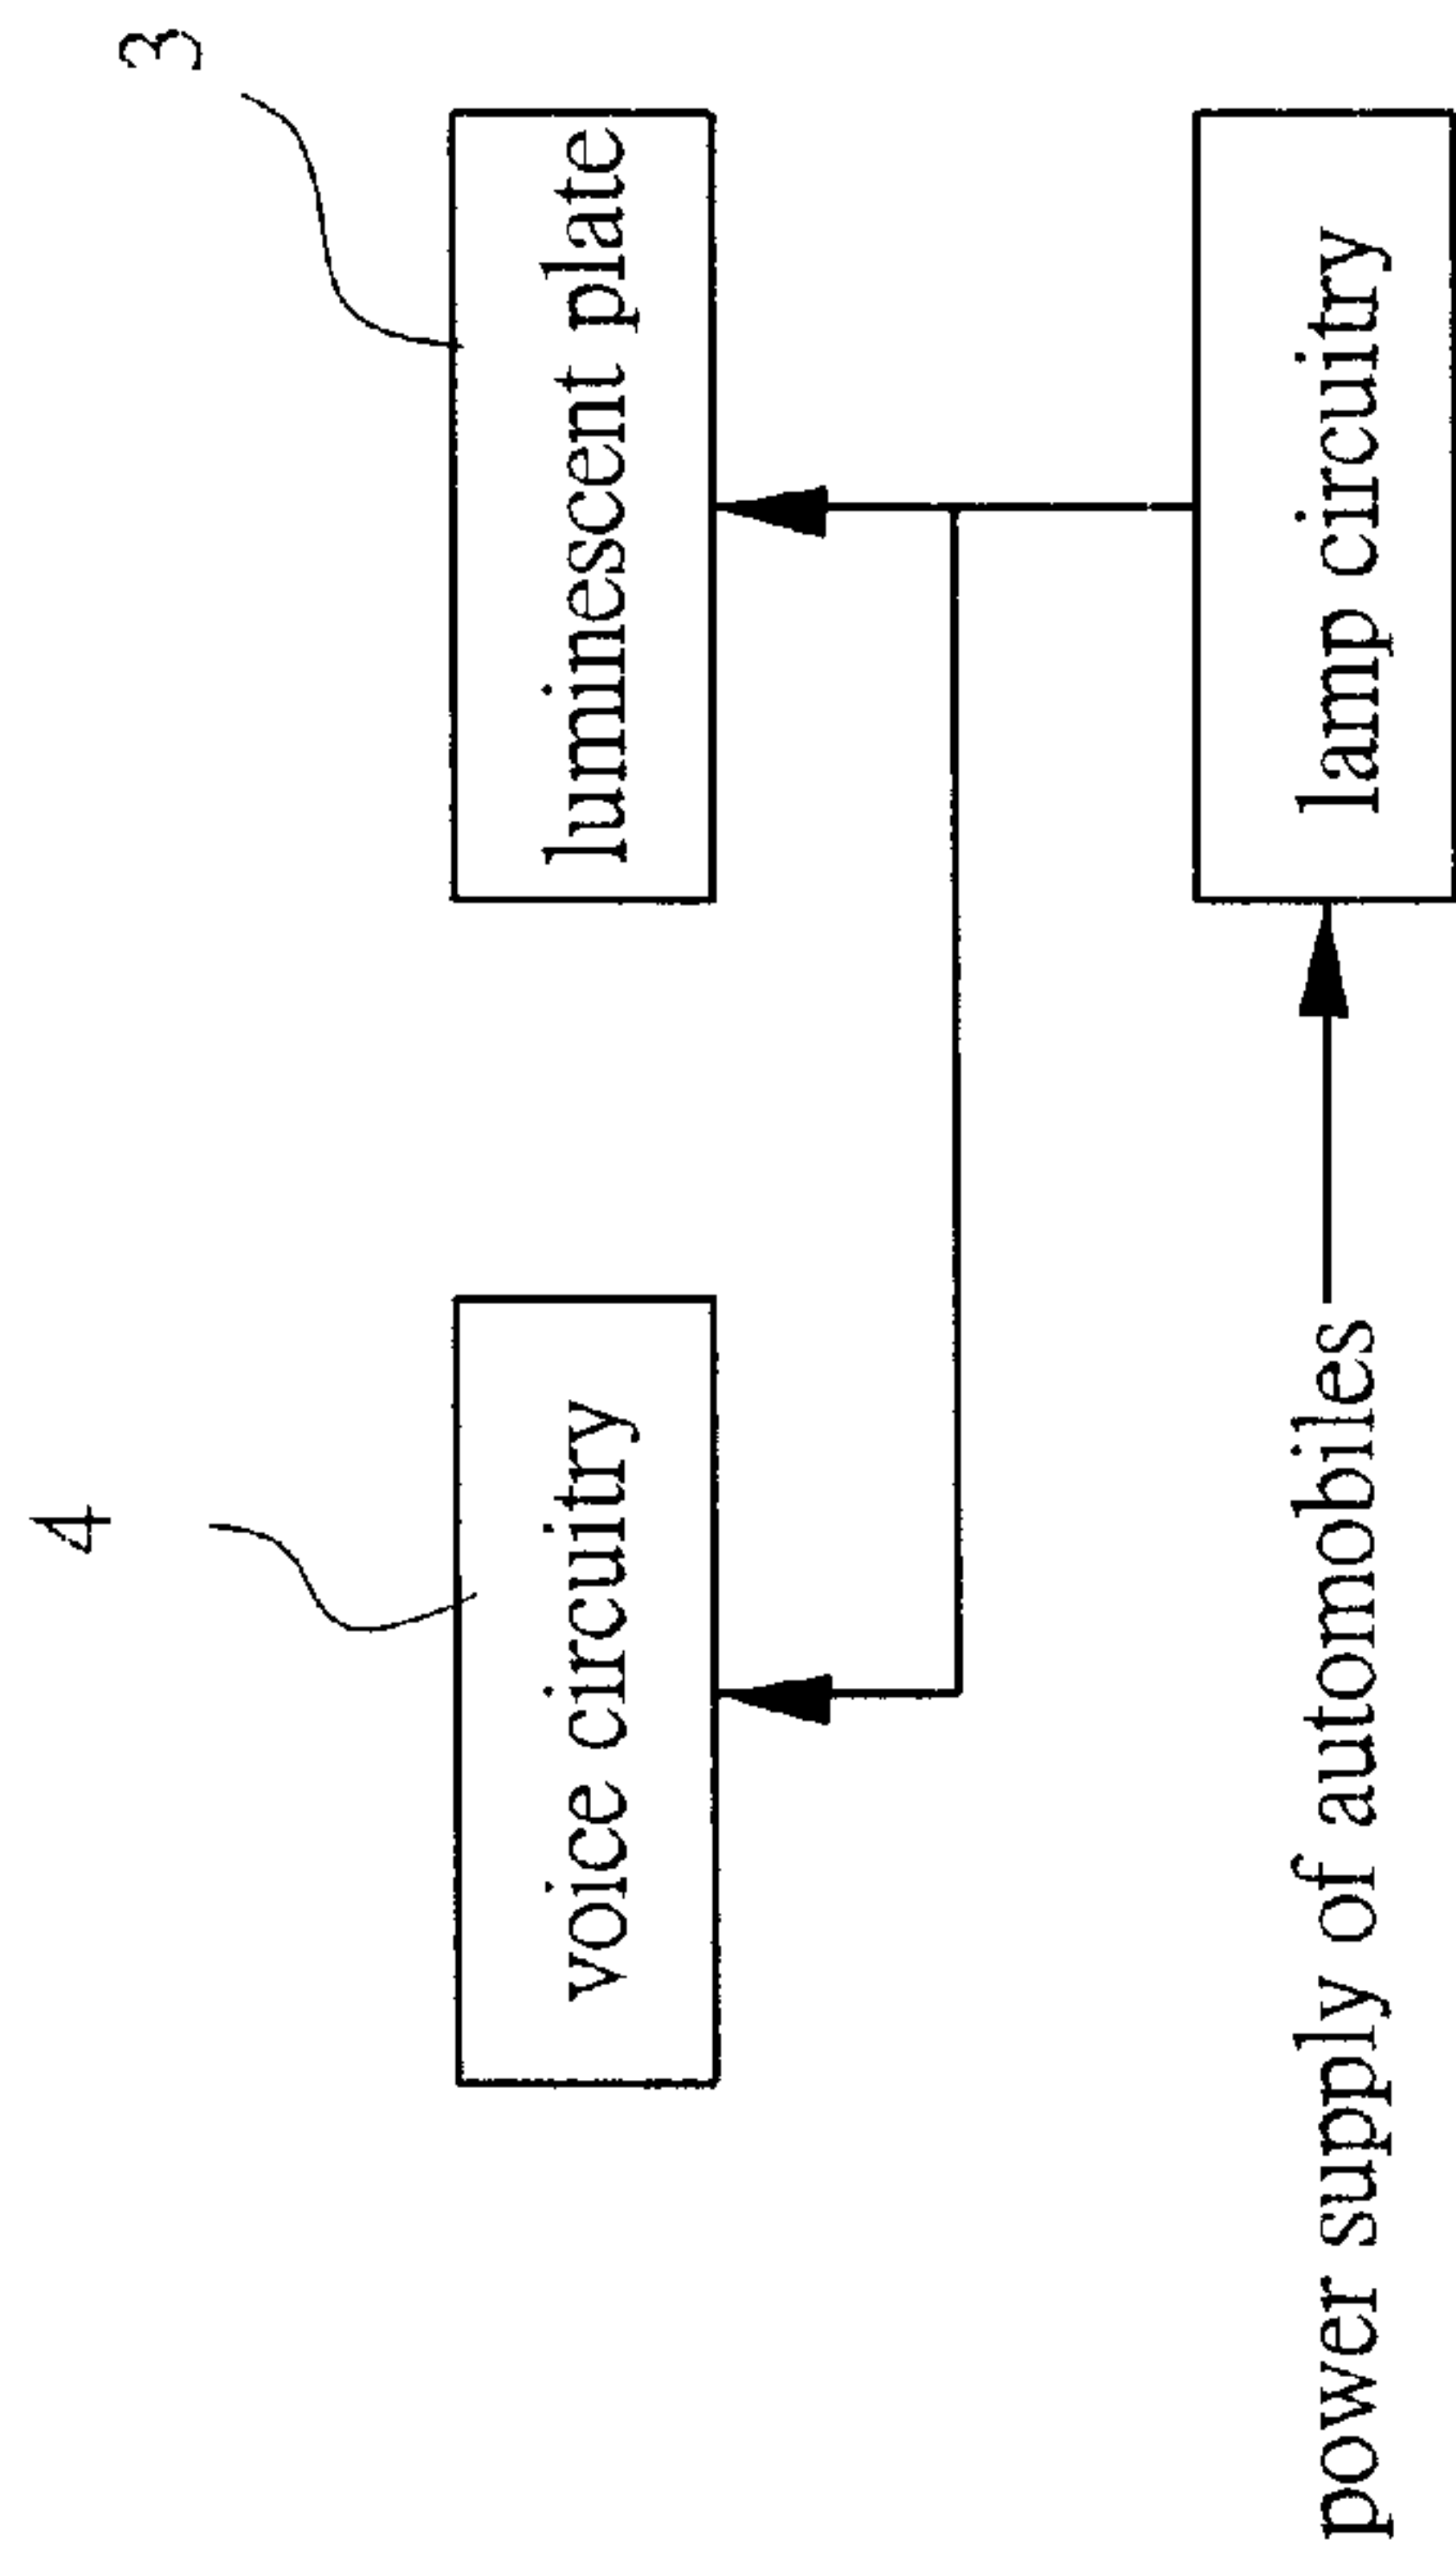 4
3
voice circuitry
luminescent plate
power supply of automobiles
lamp circuitry